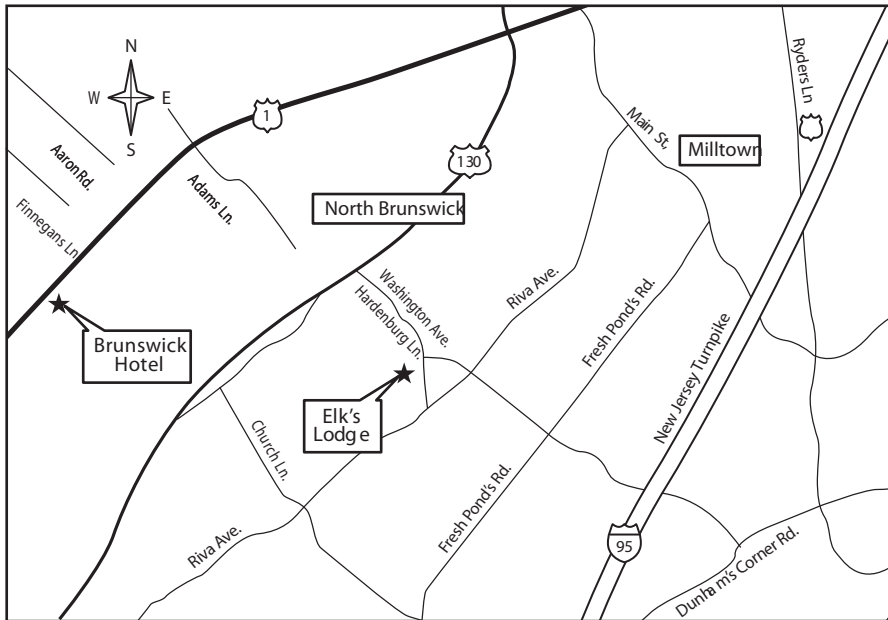 N
W
E
S
1
130
95
Aaron Rd.
Finnegans Ln.
Adams Ln.
North Brunswick
Main St,
Milltown
Ryders Ln
Washington Ave.
Hardenburg Ln.
Riva Ave.
Fresh Pond's Rd.
New Jersey Turnpike
Brunswick
Hotel
Elk's
Lodge
Church Ln.
Riva Ave.
Fresh Pond's Rd.
Dunham's Corner Rd.